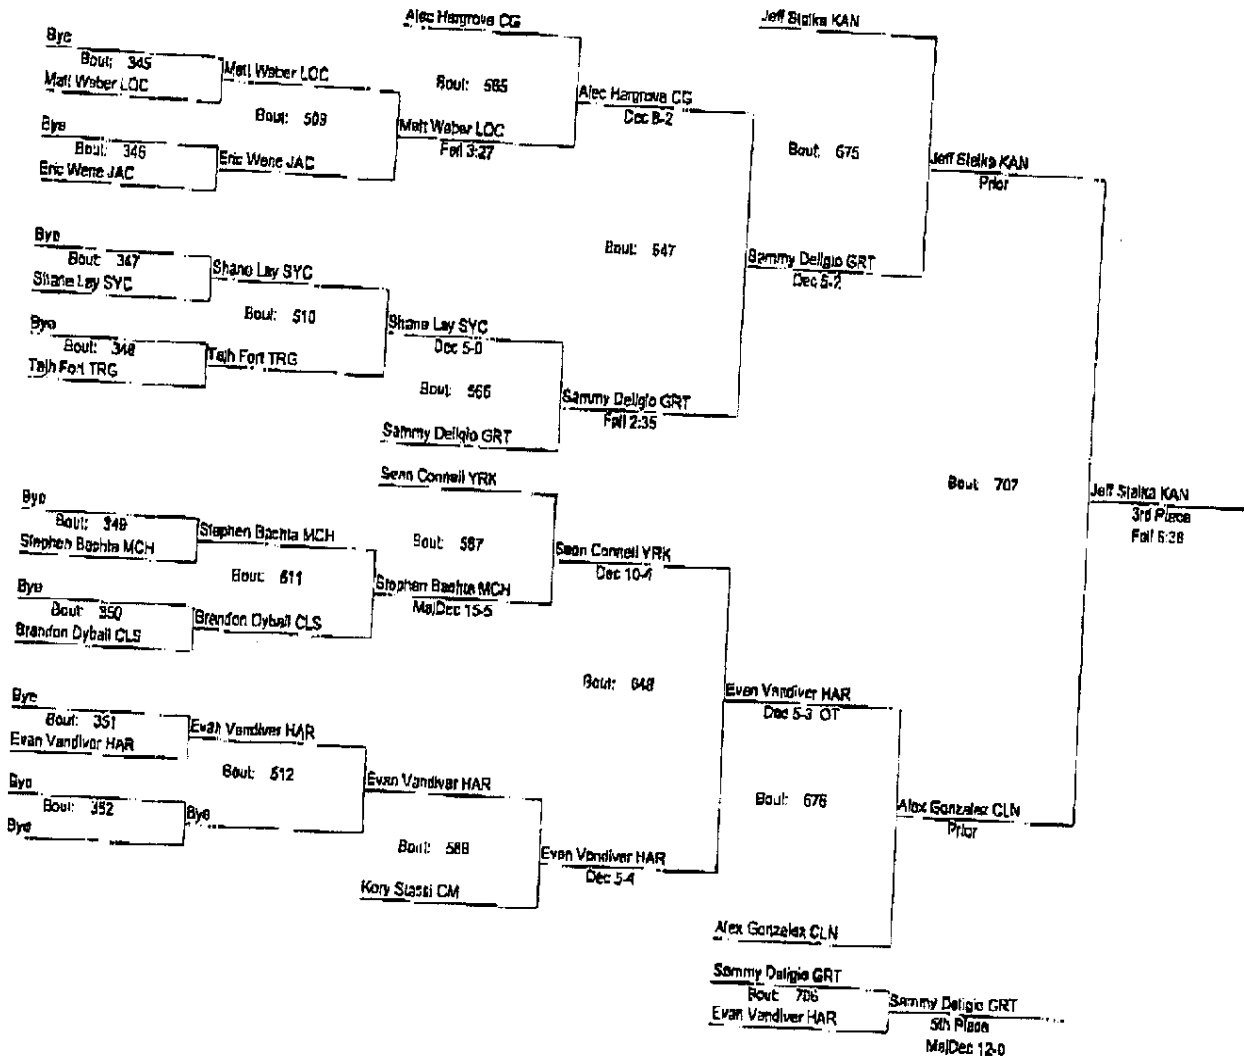 Alec Hargrove CG
Jeff Stalka KAN
Bye
Bout: 345
Matt Weber LOC
Matt Weber LOC
Bout: 565
Alec Hargrove CG
Dec 8-2
Bout: 509
Bye
Bout: 346
Eric Wene JAC
Eric Wene JAC
Matt Weber LOC
Fall 3:27
Bout: 675
Jeff Stalka KAN
Prior
Bye
Bout: 347
Shane Lay SYC
Shane Lay SYC
Bout: 647
Sammy Deligio GRT
Dec 5-2
Bout: 510
Bye
Bout: 348
Tajh Fort TRG
Tajh Fort TRG
Shane Lay SYC
Dec 5-0
Bout: 566
Sammy Deligio GRT
Fall 2:35
Sammy Deligio GRT
Sean Connell YRK
Bout: 707
Jeff Stalka KAN
3rd Place
Bye
Bout: 349
Stephen Bachta MCH
Stephen Bachta MCH
Bout: 567
Sean Connell YRK
Dec 10-4
Bout: 511
Bye
Bout: 350
Brandon Dyball CLS
Brandon Dyball CLS
Stephen Bachta MCH
MajDec 15-5
Bout: 648
Evan Vandiver HAR
Dec 5-3 OT
Bye
Bout: 351
Evan Vandiver HAR
Evan Vandiver HAR
Bout: 512
Bye
Bout: 352
Bye
Bye
Evan Vandiver HAR
Bout: 676
Alex Gonzalez CLN
Prior
Bout: 568
Evan Vandiver HAR
Dec 5-4
Kory Stassi CM
Alex Gonzalez CLN
Sammy Deligio GRT
Bout: 706
Evan Vandiver HAR
Sammy Deligio GRT
5th Place
MajDec 12-0